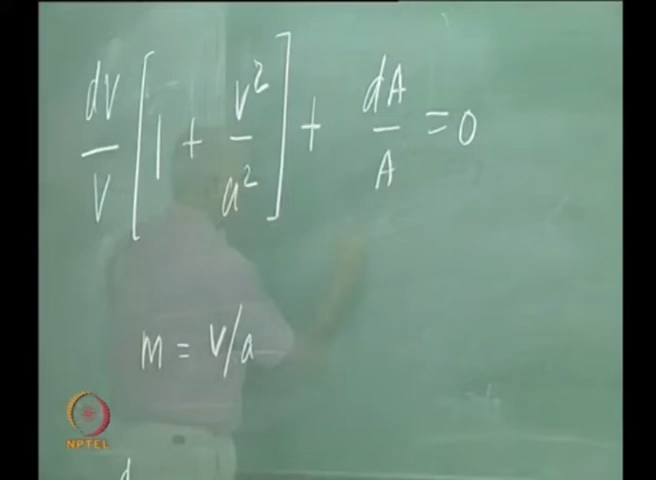 dV/V [1 + V²/a²] + dA/A = 0
M = V/a
NPTEL
d